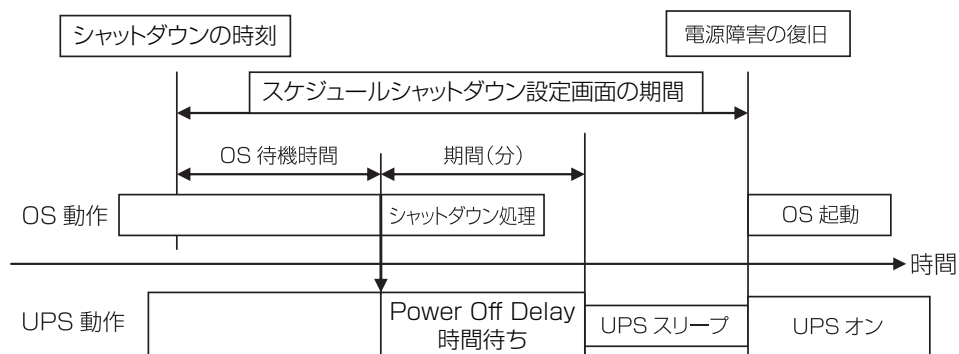 シャットダウンの時刻
電源障害の復旧
スケジュールシャットダウン設定画面の期間
OS 待機時間
期間(分)
OS 動作
シャットダウン処理
OS 起動
時間
UPS 動作
Power Off Delay
時間待ち
UPS スリープ
UPS オン